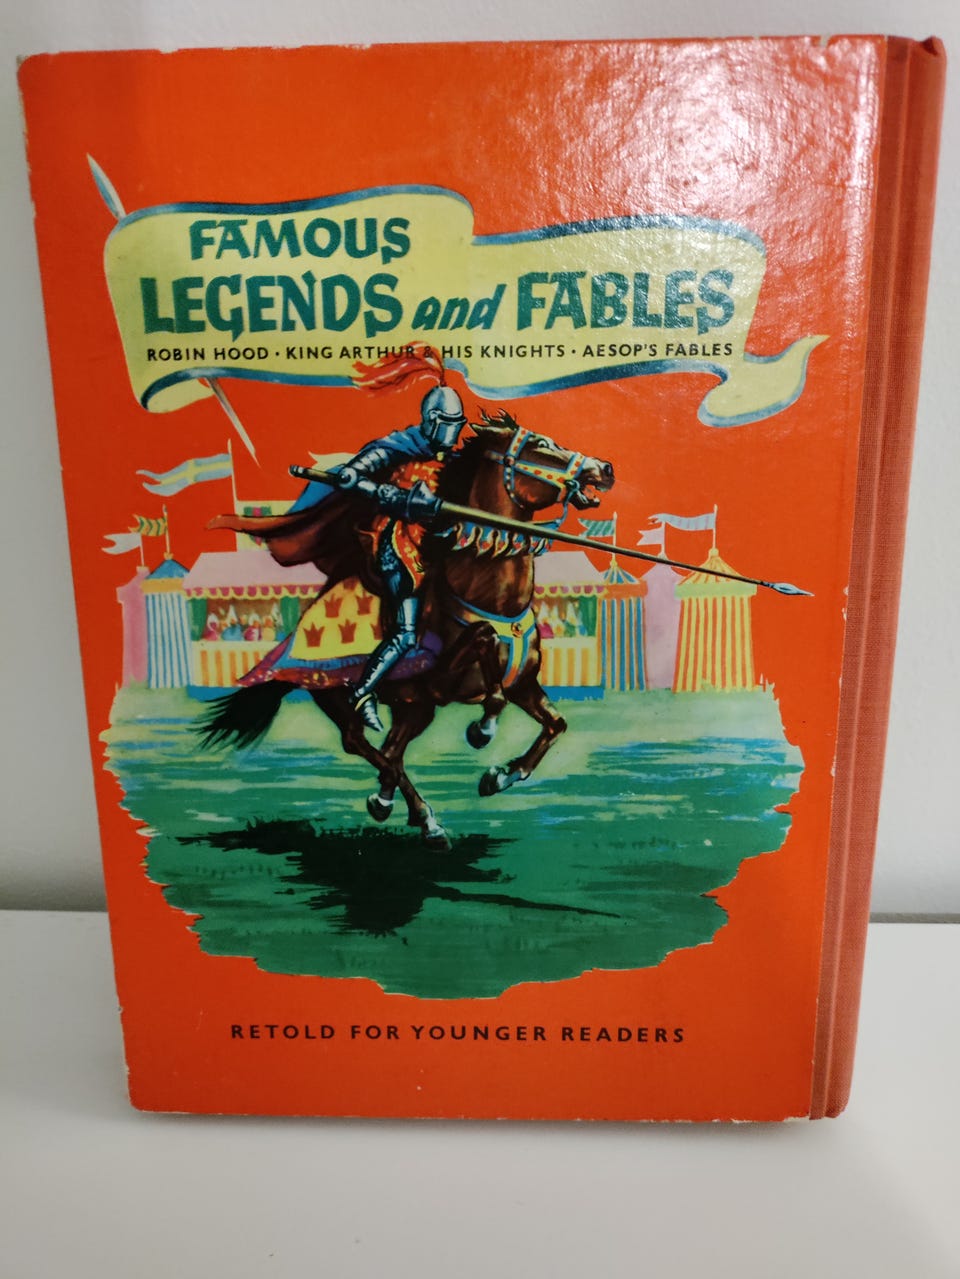 FAMOUS
LEGENDS and FABLES
ROBIN HOOD · KING ARTHUR & HIS KNIGHTS · AESOP'S FABLES
RETOLD FOR YOUNGER READERS